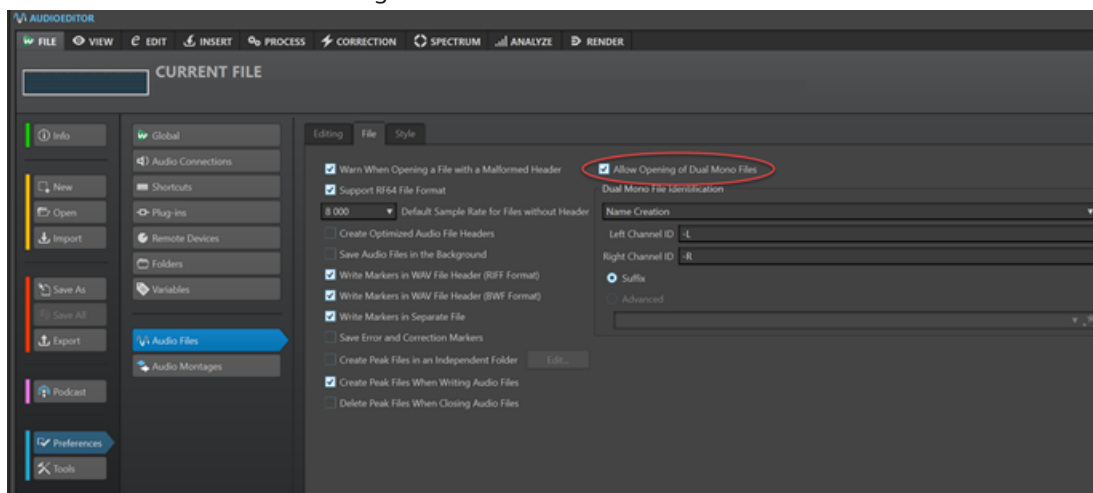 AUDIOEDITOR
FILE VIEW EDIT INSERT PROCESS CORRECTION SPECTRUM ANALYZE RENDER
CURRENT FILE
Info
New
Open
Import
Save As
Save All
Export
Podcast
Preferences
Tools
Global
Audio Connections
Shortcuts
Plug-ins
Remote Devices
Folders
Variables
Audio Files
Audio Montages
Editing File Style
Warn When Opening a File with a Malformed Header
Support RF64 File Format
8 000 Default Sample Rate for Files without Header
Create Optimized Audio File Headers
Save Audio Files in the Background
Write Markers in WAV File Header (RIFF Format)
Write Markers in WAV File Header (BWF Format)
Write Markers in Separate File
Save Error and Correction Markers
Create Peak Files in an Independent Folder Edit...
Create Peak Files When Writing Audio Files
Delete Peak Files When Closing Audio Files
Allow Opening of Dual Mono Files
Dual Mono File Identification
Name Creation
Left Channel ID -L
Right Channel ID -R
Suffix
Advanced